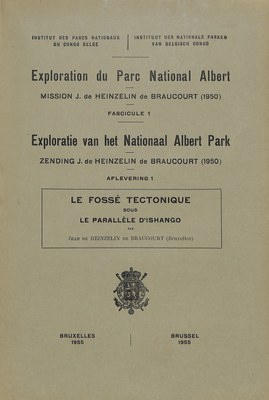 INSTITUT DES PARCS NATIONAUX
DU CONGO BELGE
INSTITUUT DER NATIONALE PARKEN
VAN BELGISCH CONGO
Exploration du Parc National Albert
MISSION J. de HEINZELIN de BRAUCOURT (1950)
FASCICULE 1
Exploratie van het Nationaal Albert Park
ZENDING J. de HEINZELIN de BRAUCOURT (1950)
AFLEVERING 1
LE FOSSÉ TECTONIQUE
SOUS
LE PARALLÈLE D'ISHANGO
PAR
JEAN DE HEINZELIN DE BRAUCOURT (Bruxelles)
BRUXELLES
1955
BRUSSEL
1955